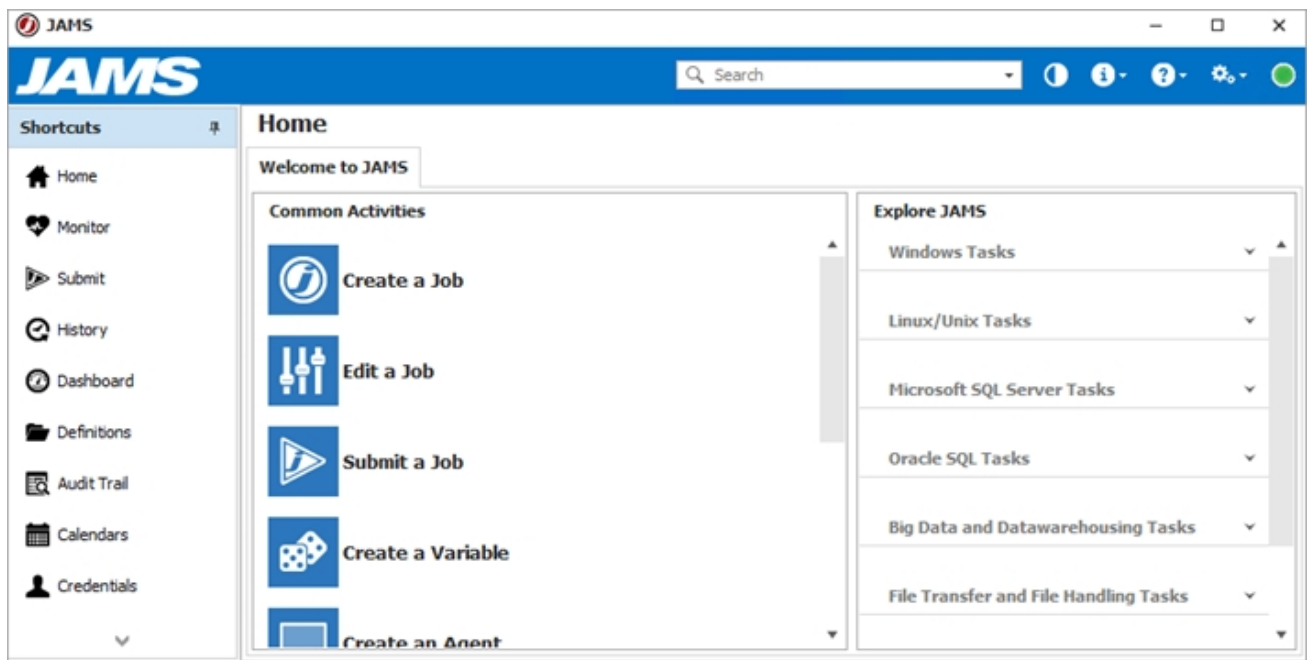 JAMS
JAMS
Search
Shortcuts
Home
Monitor
Submit
History
Dashboard
Definitions
Audit Trail
Calendars
Credentials
Home
Welcome to JAMS
Common Activities
Create a Job
Edit a Job
Submit a Job
Create a Variable
Create an Agent
Explore JAMS
Windows Tasks
Linux/Unix Tasks
Microsoft SQL Server Tasks
Oracle SQL Tasks
Big Data and Datawarehousing Tasks
File Transfer and File Handling Tasks